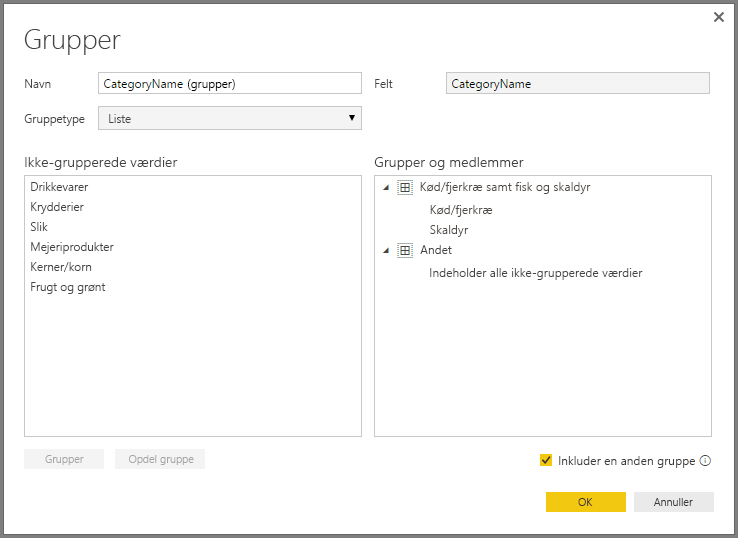 Grupper
Navn
CategoryName (grupper)
Felt
CategoryName
Gruppetype
Liste
Ikke-grupperede værdier
Drikkevarer
Krydderier
Slik
Mejeriprodukter
Kerner/korn
Frugt og grønt
Grupper og medlemmer
Kød/fjerkræ samt fisk og skaldyr
Kød/fjerkræ
Skaldyr
Andet
Indeholder alle ikke-grupperede værdier
Grupper
Opdel gruppe
Inkluder en anden gruppe
OK
Annuller